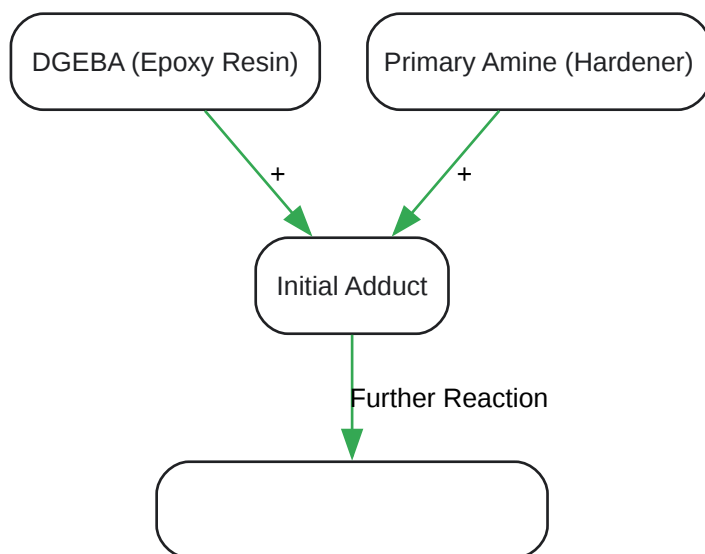 DGEBA (Epoxy Resin)
Primary Amine (Hardener)
+
+
Initial Adduct
Further Reaction